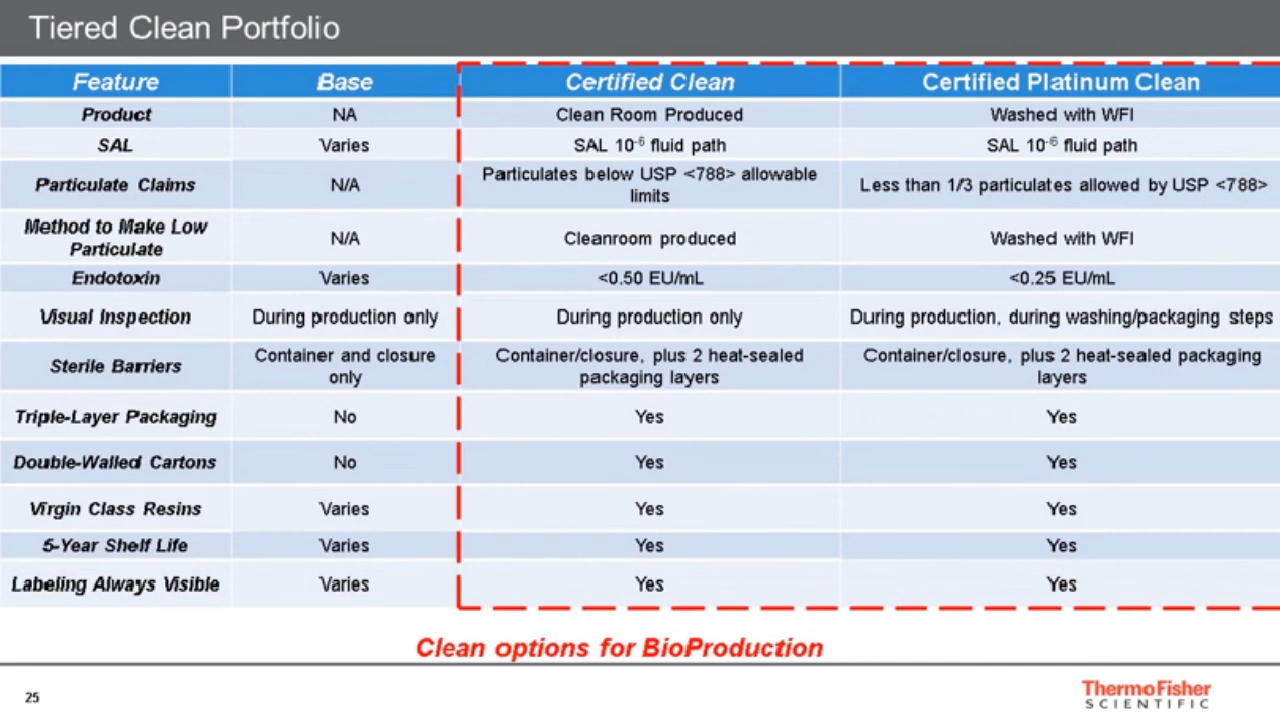 Tiered Clean Portfolio
Feature Base Certified Clean Certified Platinum Clean
Product NA Clean Room Produced Washed with WFI
SAL Varies SAL 10⁻⁶ fluid path SAL 10⁻⁶ fluid path
Particulate Claims N/A Particulates below USP <788> allowable
limits Less than 1/3 particulates allowed by USP <788>
Method to Make Low
Particulate N/A Cleanroom produced Washed with WFI
Endotoxin Varies <0.50 EU/mL <0.25 EU/mL
Visual Inspection During production only During production only During production, during washing/packaging steps
Sterile Barriers Container and closure
only Container/closure, plus 2 heat-sealed
packaging layers Container/closure, plus 2 heat-sealed packaging
layers
Triple-Layer Packaging No Yes Yes
Double-Walled Cartons No Yes Yes
Virgin Class Resins Varies Yes Yes
5-Year Shelf Life Varies Yes Yes
Labeling Always Visible Varies Yes Yes
Clean options for BioProduction
25
ThermoFisher
SCIENTIFIC